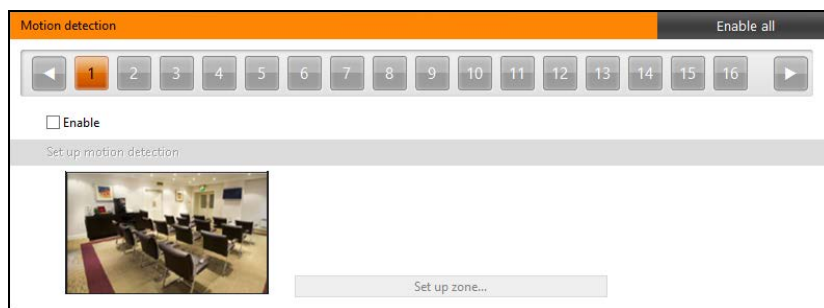 Motion detection Enable all
1 2 3 4 5 6 7 8 9 10 11 12 13 14 15 16
Enable
Set up motion detection
Set up zone...